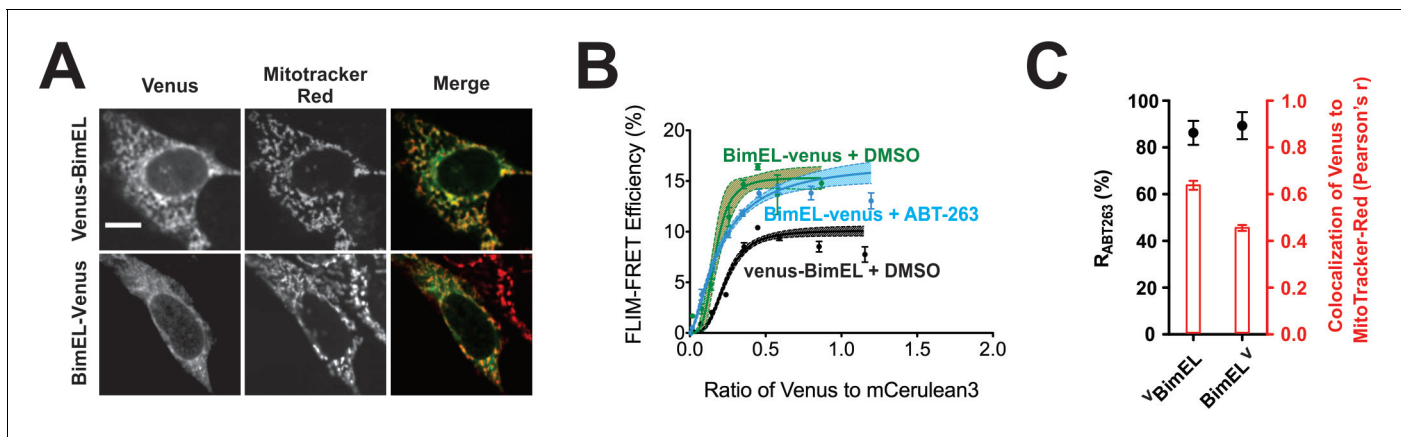 A
Venus
Mitotracker
Red
Merge
Venus-BimEL
BimEL-Venus
B
FLIM-FRET Efficiency (%)
20
15
10
5
0
BimEL-venus + DMSO
BimEL-venus + ABT-263
venus-BimEL + DMSO
0.0
0.5
1.0
1.5
2.0
Ratio of Venus to mCerulean3
C
RABT263 (%)
100
80
60
40
20
0
1.0
0.8
0.6
0.4
0.2
0.0
Colocalization of Venus to
MitoTracker-Red (Pearson's r)
VBimEL
BimEL V